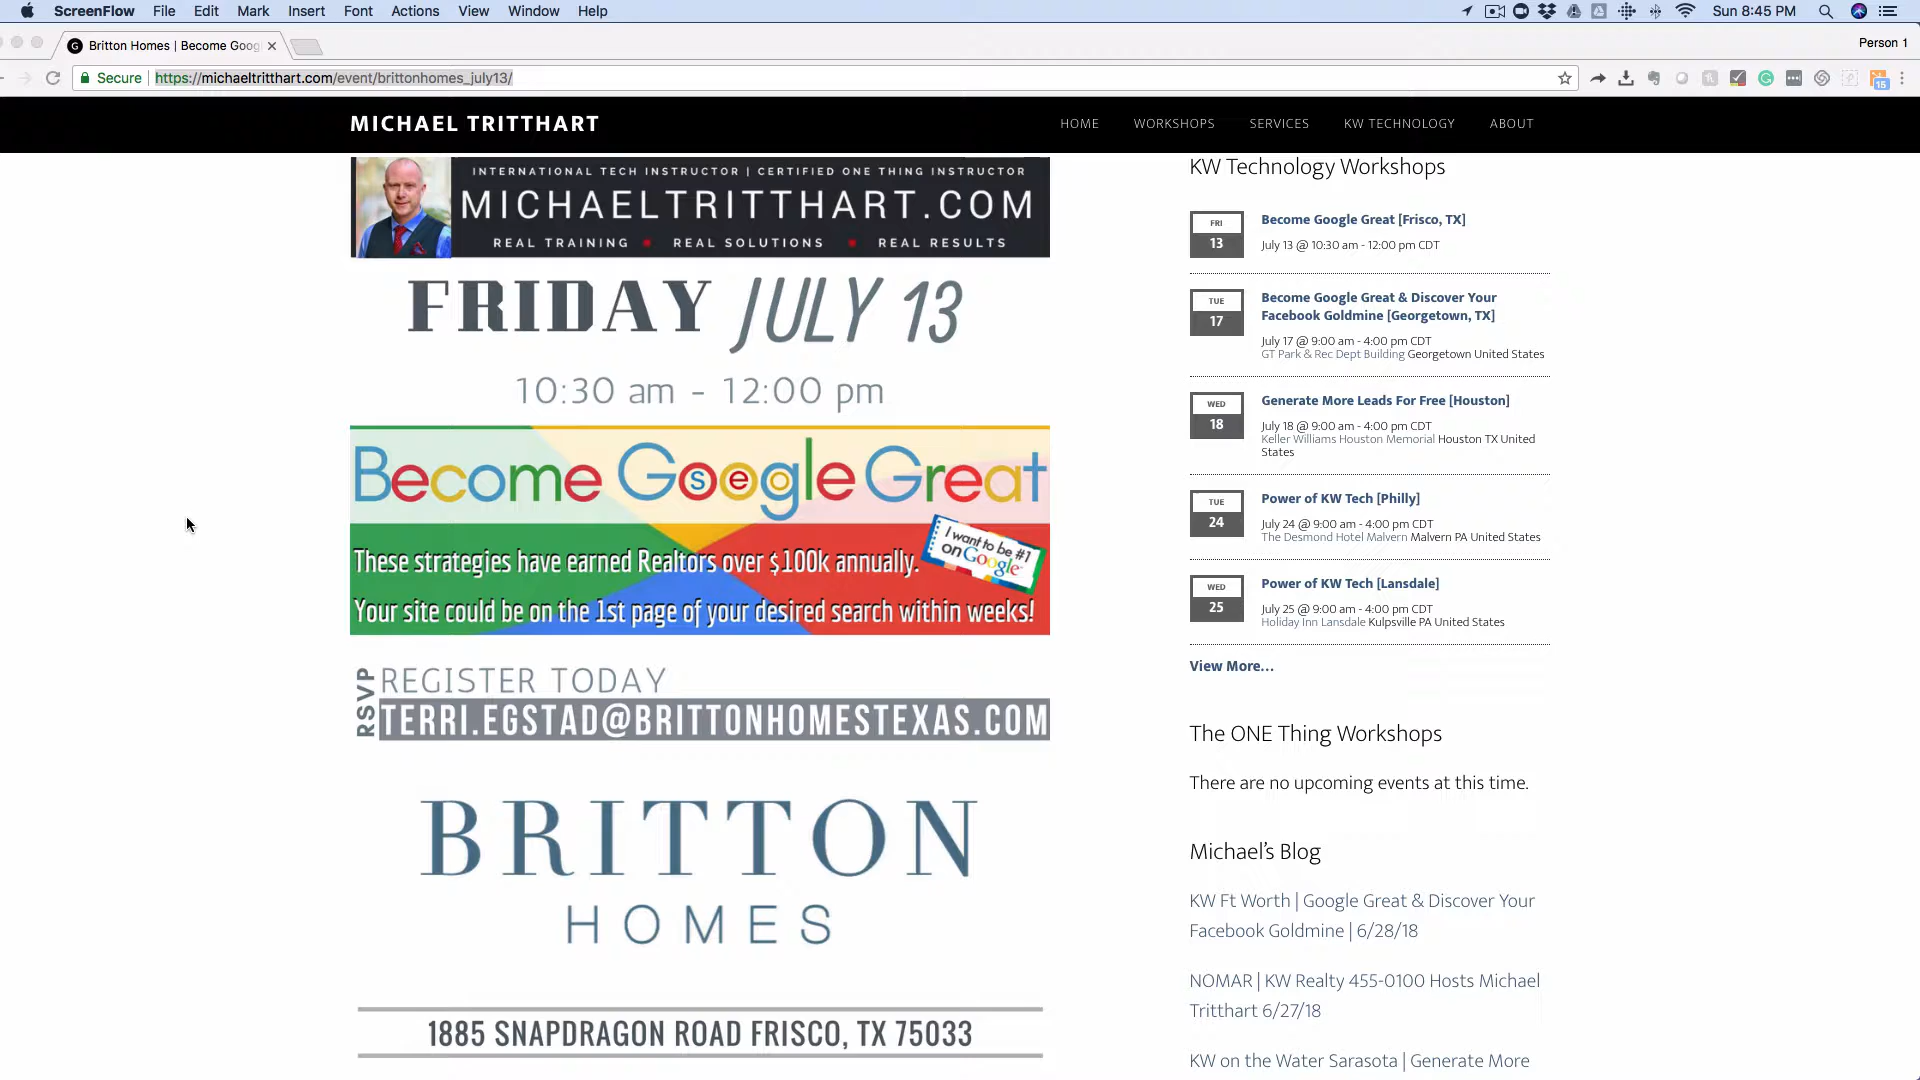 ScreenFlow File Edit Mark Insert Font Actions View Window Help Sun 8:45 PM
Britton Homes | Become Goog
Person 1
Secure https://michaeltritthart.com/event/brittonhomes_july13/
15
MICHAEL TRITTHART
HOME WORKSHOPS SERVICES KW TECHNOLOGY ABOUT
INTERNATIONAL TECH INSTRUCTOR | CERTIFIED ONE THING INSTRUCTOR
MICHAELTRITTHART.COM
REAL TRAINING REAL SOLUTIONS REAL RESULTS
FRIDAY JULY 13
10:30 am - 12:00 pm
Become Google Great
seo
I want to be #1
on Google
These strategies have earned Realtors over $100k annually.
Your site could be on the 1st page of your desired search within weeks!
RSVP
REGISTER TODAY
TERRI.EGSTAD@BRITTONHOMESTEXAS.COM
BRITTON
HOMES
1885 SNAPDRAGON ROAD FRISCO, TX 75033
KW Technology Workshops
FRI
13
Become Google Great [Frisco, TX]
July 13 @ 10:30 am - 12:00 pm CDT
TUE
17
Become Google Great & Discover Your
Facebook Goldmine [Georgetown, TX]
July 17 @ 9:00 am - 4:00 pm CDT
GT Park & Rec Dept Building Georgetown United States
WED
18
Generate More Leads For Free [Houston]
July 18 @ 9:00 am - 4:00 pm CDT
Keller Williams Houston Memorial Houston TX United
States
TUE
24
Power of KW Tech [Philly]
July 24 @ 9:00 am - 4:00 pm CDT
The Desmond Hotel Malvern Malvern PA United States
WED
25
Power of KW Tech [Lansdale]
July 25 @ 9:00 am - 4:00 pm CDT
Holiday Inn Lansdale Kulpsville PA United States
View More…
The ONE Thing Workshops
There are no upcoming events at this time.
Michael's Blog
KW Ft Worth | Google Great & Discover Your
Facebook Goldmine | 6/28/18
NOMAR | KW Realty 455-0100 Hosts Michael
Tritthart 6/27/18
KW on the Water Sarasota | Generate More